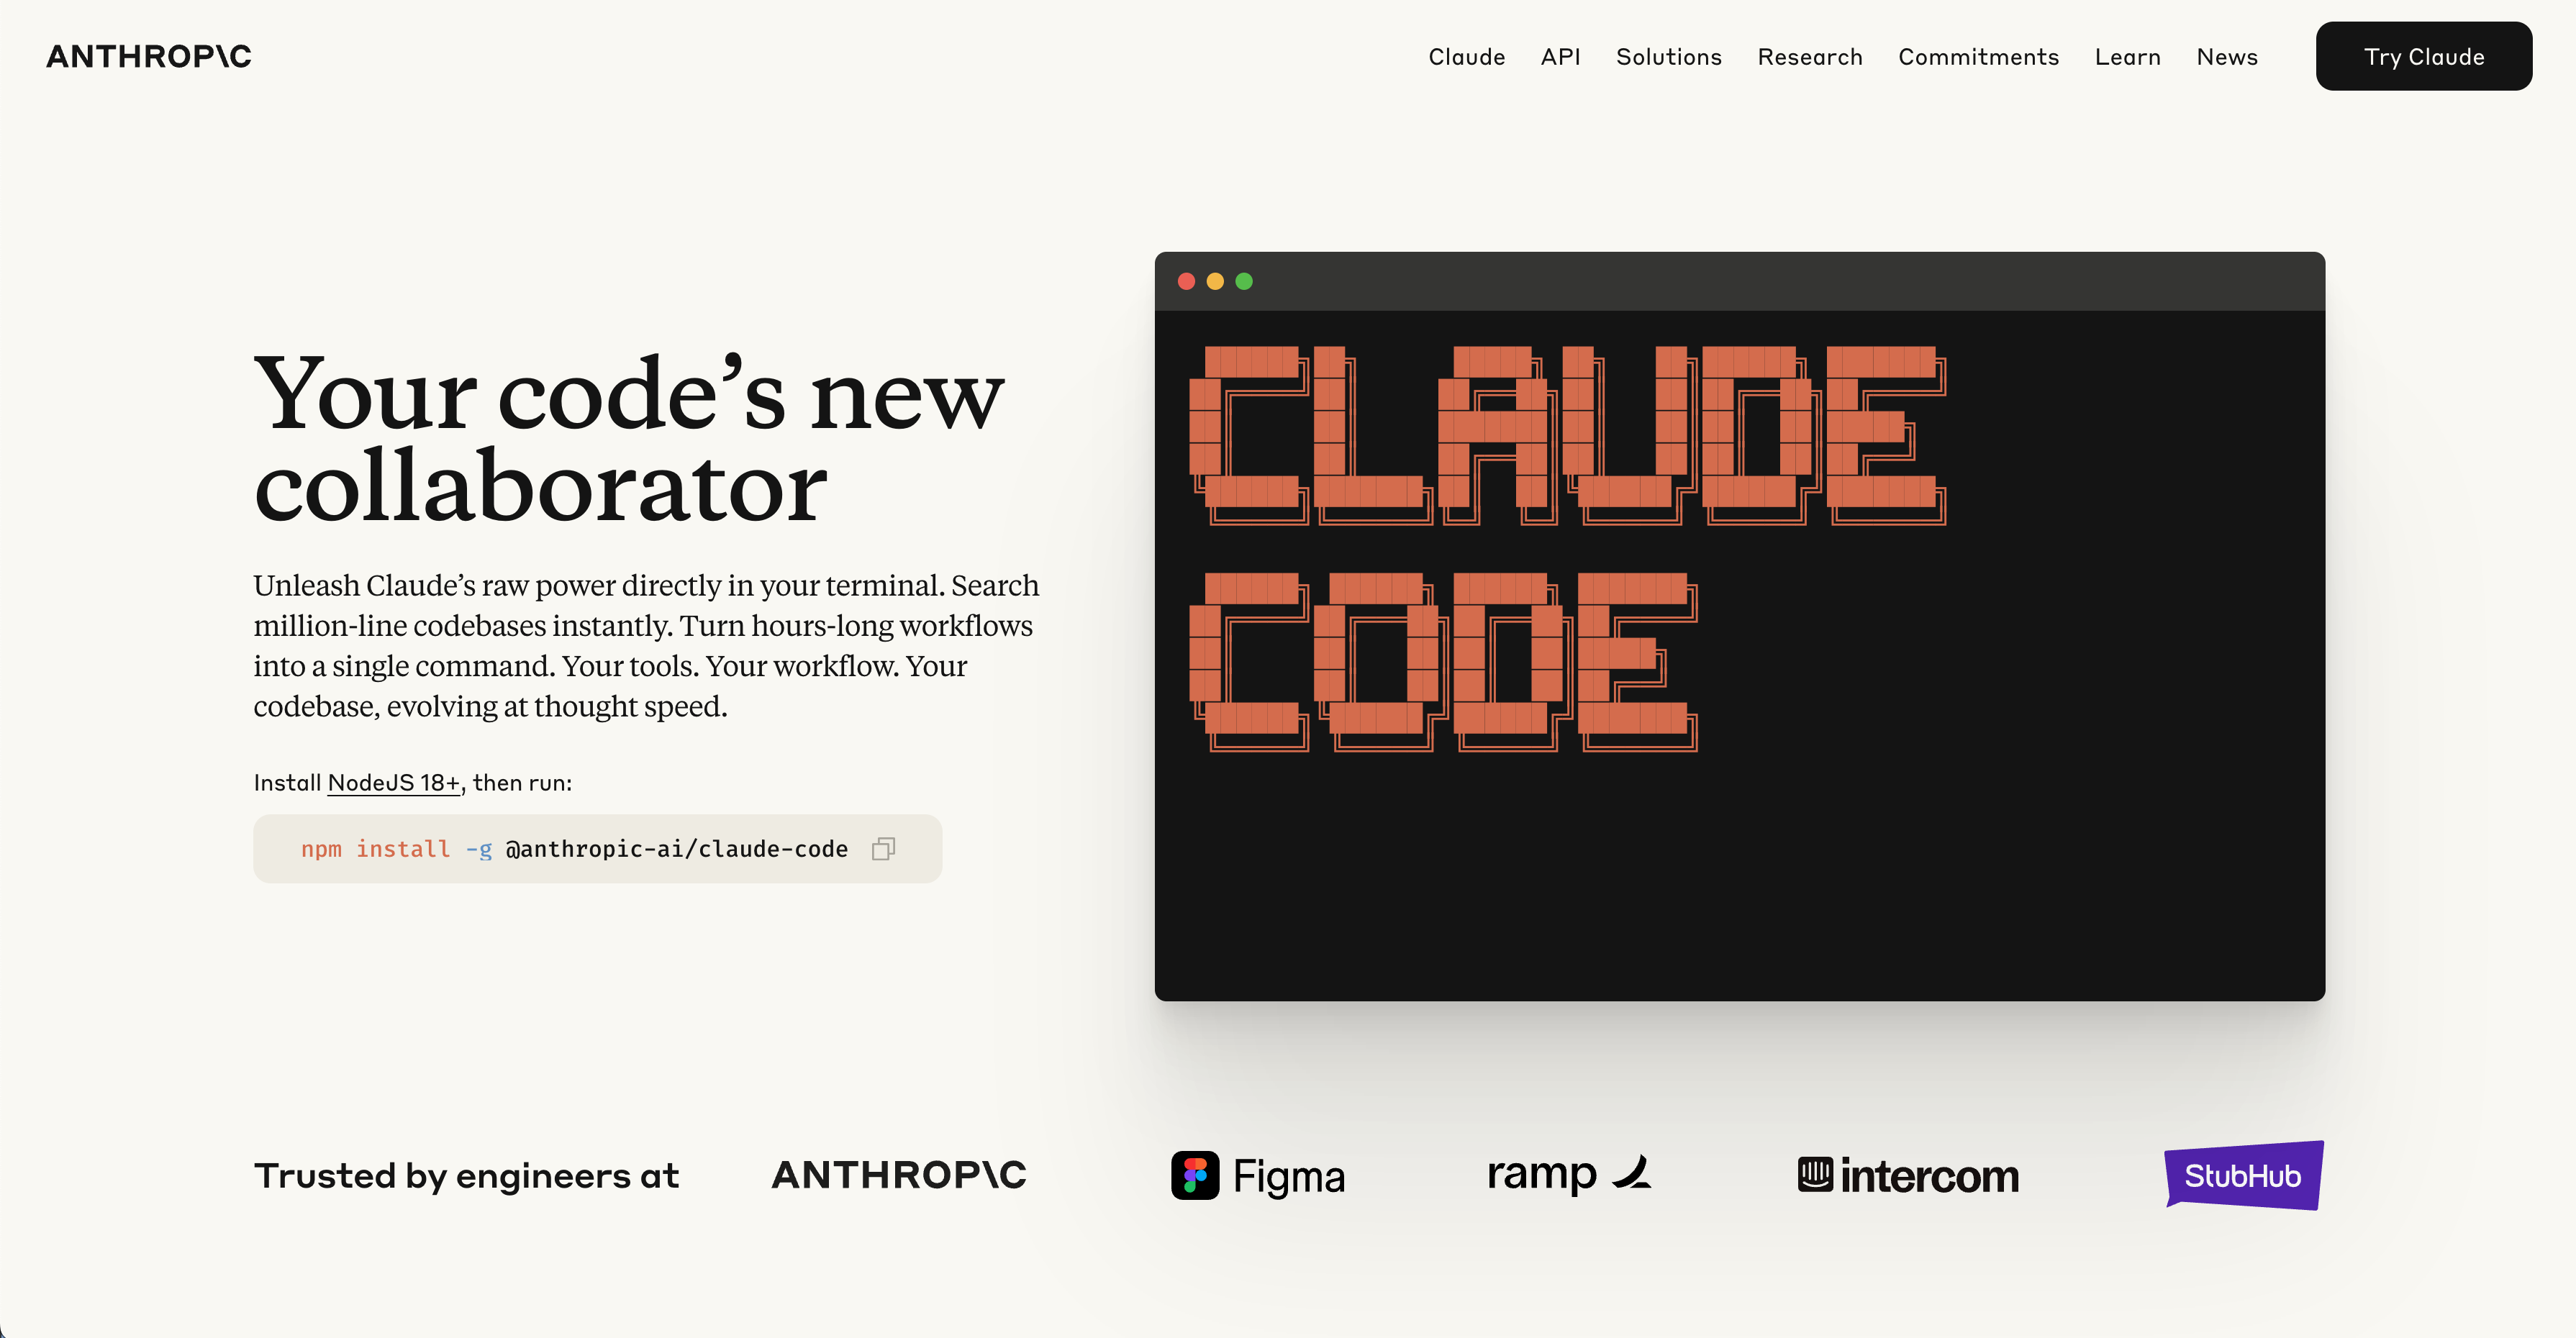 ANTHROP\C
Claude API Solutions Research Commitments Learn News Try Claude
Your code’s new
collaborator
Unleash Claude’s raw power directly in your terminal. Search
million-line codebases instantly. Turn hours-long workflows
into a single command. Your tools. Your workflow. Your
codebase, evolving at thought speed.
Install NodeJS 18+, then run:
npm install -g @anthropic-ai/claude-code
CLAUDE
CODE
Trusted by engineers at
ANTHROP\C
Figma
ramp
intercom
StubHub